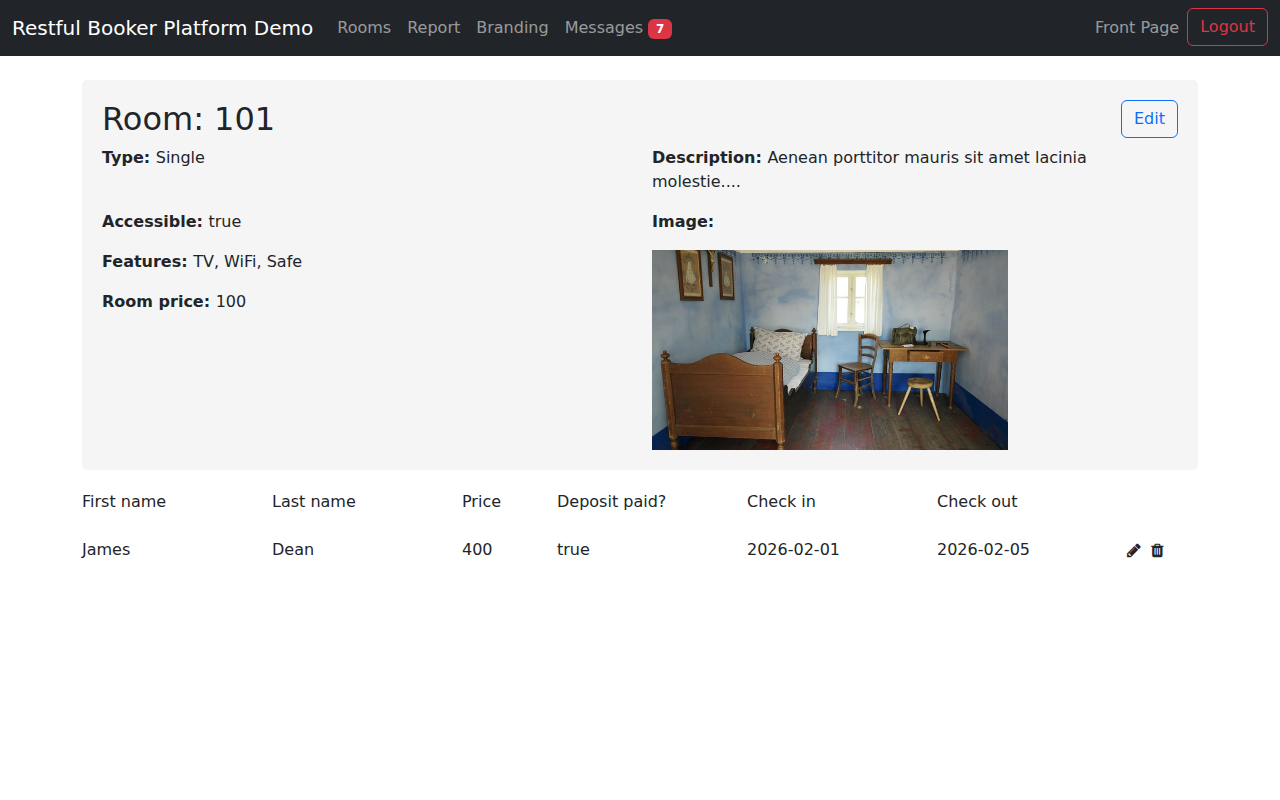 Restful Booker Platform Demo Rooms Report Branding Messages 7 Front Page Logout
Room: 101 Edit
Type: Single
Description: Aenean porttitor mauris sit amet lacinia
molestie....
Accessible: true
Image:
Features: TV, WiFi, Safe
Room price: 100
First name Last name Price Deposit paid? Check in Check out
James Dean 400 true 2026-02-01 2026-02-05